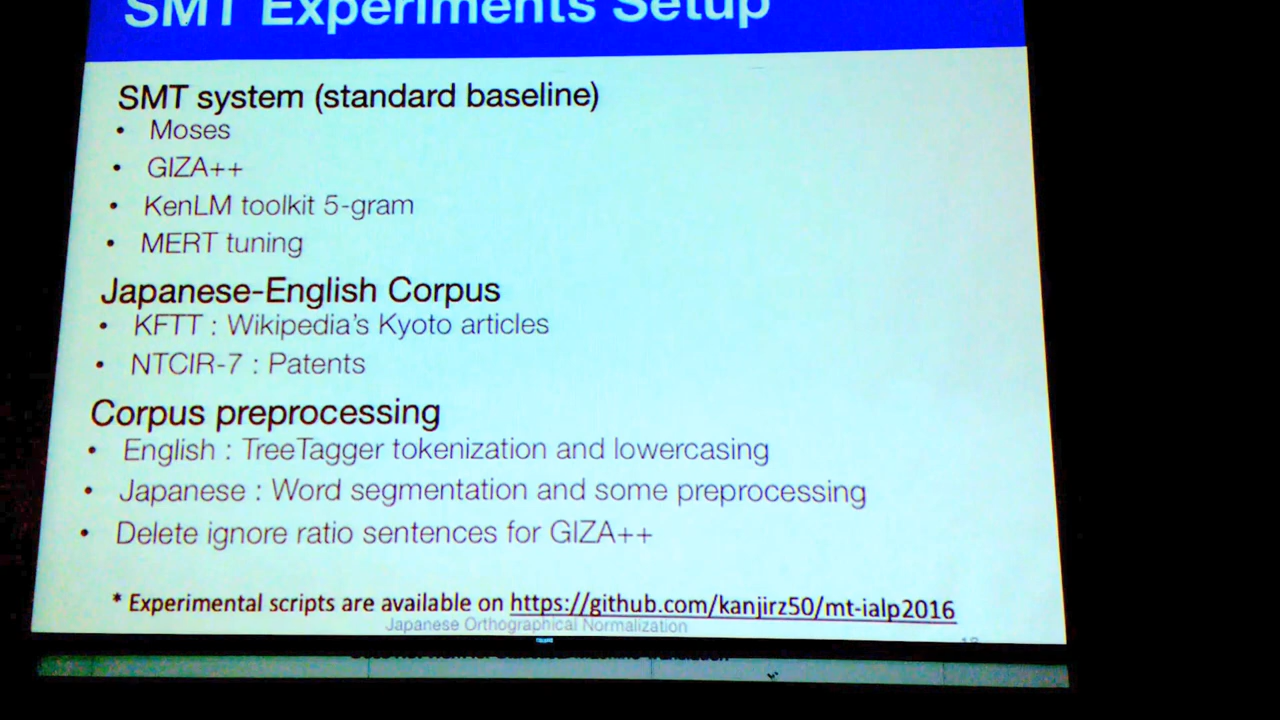 SMT Experiments Setup
SMT system (standard baseline)
• Moses
• GIZA++
• KenLM toolkit 5-gram
• MERT tuning
Japanese-English Corpus
• KFTT : Wikipedia's Kyoto articles
• NTCIR-7 : Patents
Corpus preprocessing
• English : TreeTagger tokenization and lowercasing
• Japanese : Word segmentation and some preprocessing
• Delete ignore ratio sentences for GIZA++
* Experimental scripts are available on https://github.com/kanjirz50/mt-ialp2016
Japanese Orthographical Normalization